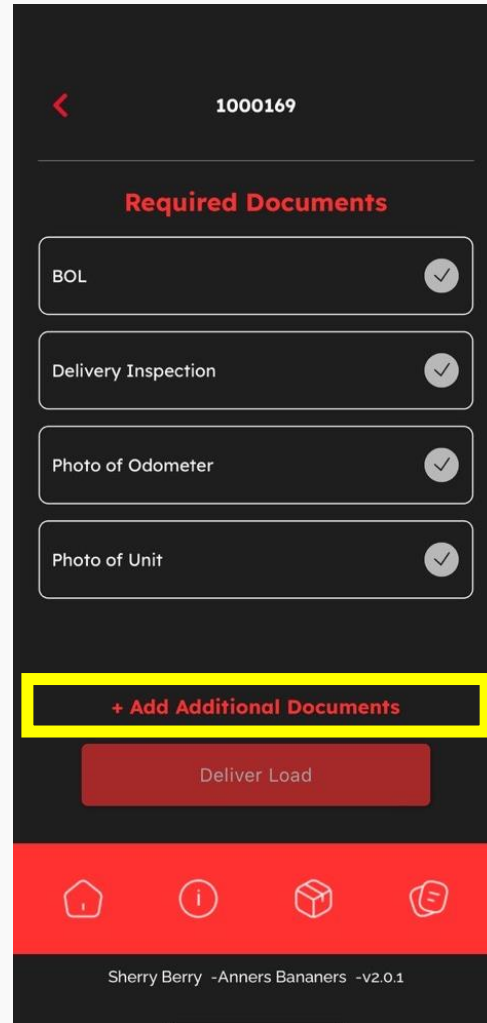 1000169
Required Documents
BOL
Delivery Inspection
Photo of Odometer
Photo of Unit
+ Add Additional Documents
Deliver Load
Sherry Berry -Anners Bananers -v2.0.1